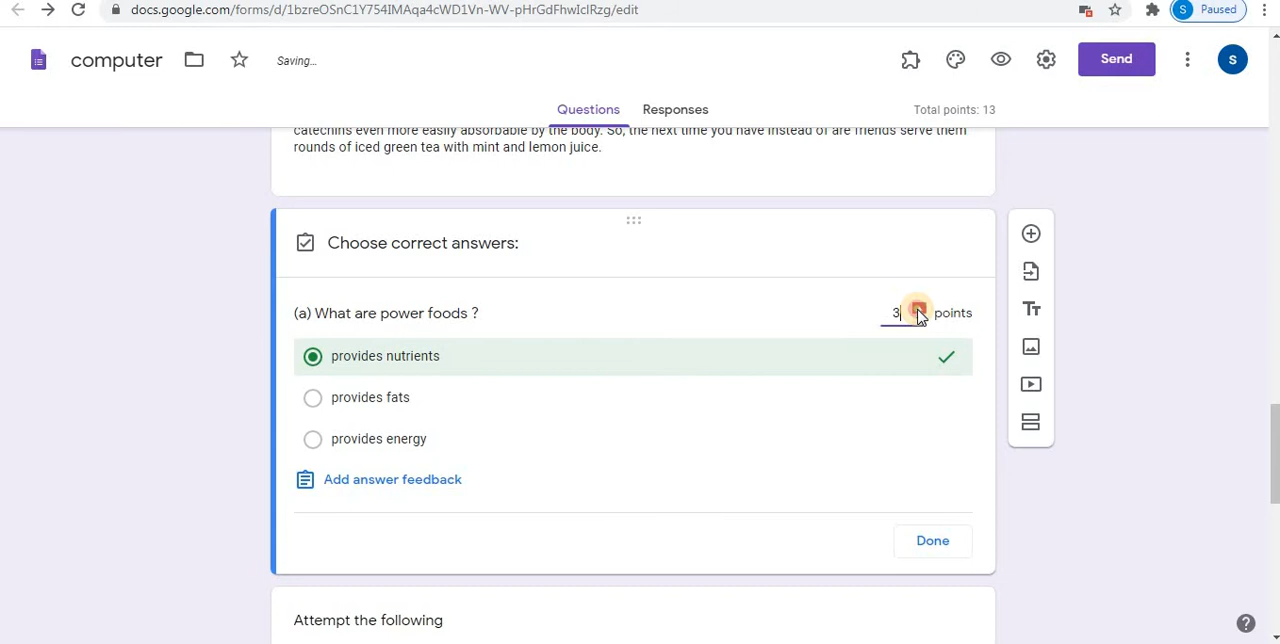 docs.google.com/forms/d/1bzreOSnC1Y754IMAqa4cWD1Vn-WV-pHrGdFhwIclRzg/edit
S Paused
computer
Saving...
Send
S
Questions
Responses
Total points: 13
catechins even more easily absorbable by the body. So, the next time you have instead of are friends serve them
rounds of iced green tea with mint and lemon juice.
Choose correct answers:
(a) What are power foods ?
3 points
provides nutrients
provides fats
provides energy
Add answer feedback
Done
Attempt the following